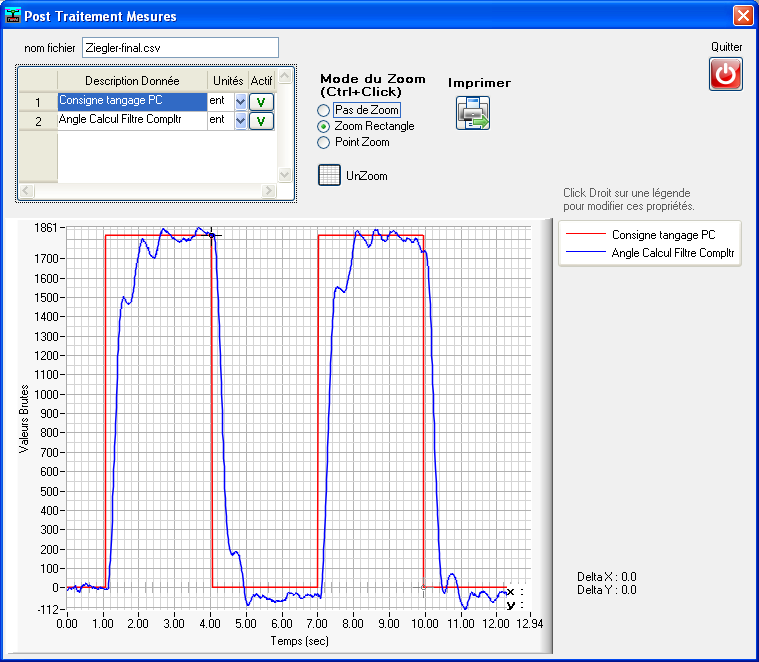 Post Traitement Mesures
nom fichier
Ziegler-final.csv
Quitter
Description Donnée Unités Actif
1 Consigne tangage PC ent V
2 Angle Calcul Filtre Compltr ent V
Mode du Zoom
(Ctrl+Click)
Pas de Zoom
Zoom Rectangle
Point Zoom
UnZoom
Imprimer
Click Droit sur une légende
pour modifier ces propriétés.
Consigne tangage PC
Angle Calcul Filtre Compltr
Valeurs Brutes
1861
1700
1600
1500
1400
1300
1200
1100
1000
900
800
700
600
500
400
300
200
100
0
-112
x :
y :
0.00 1.00 2.00 3.00 4.00 5.00 6.00 7.00 8.00 9.00 10.00 11.00 12.00 12.94
Temps (sec)
Delta X : 0.0
Delta Y : 0.0